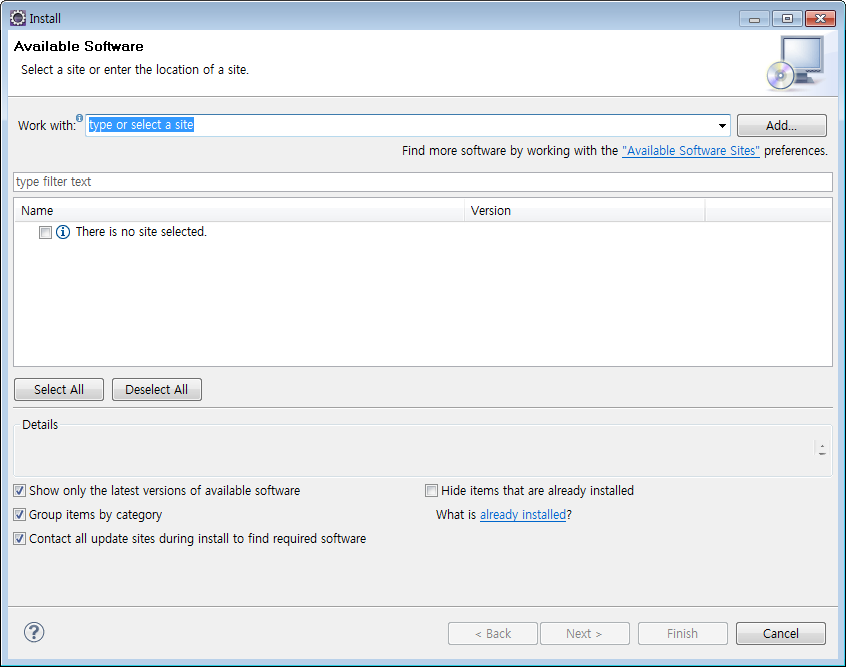 Install
Available Software
Select a site or enter the location of a site.
Work with: type or select a site Add...
Find more software by working with the "Available Software Sites" preferences.
type filter text
Name Version
There is no site selected.
Select All Deselect All
Details
Show only the latest versions of available software Hide items that are already installed
Group items by category What is already installed?
Contact all update sites during install to find required software
? < Back Next > Finish Cancel